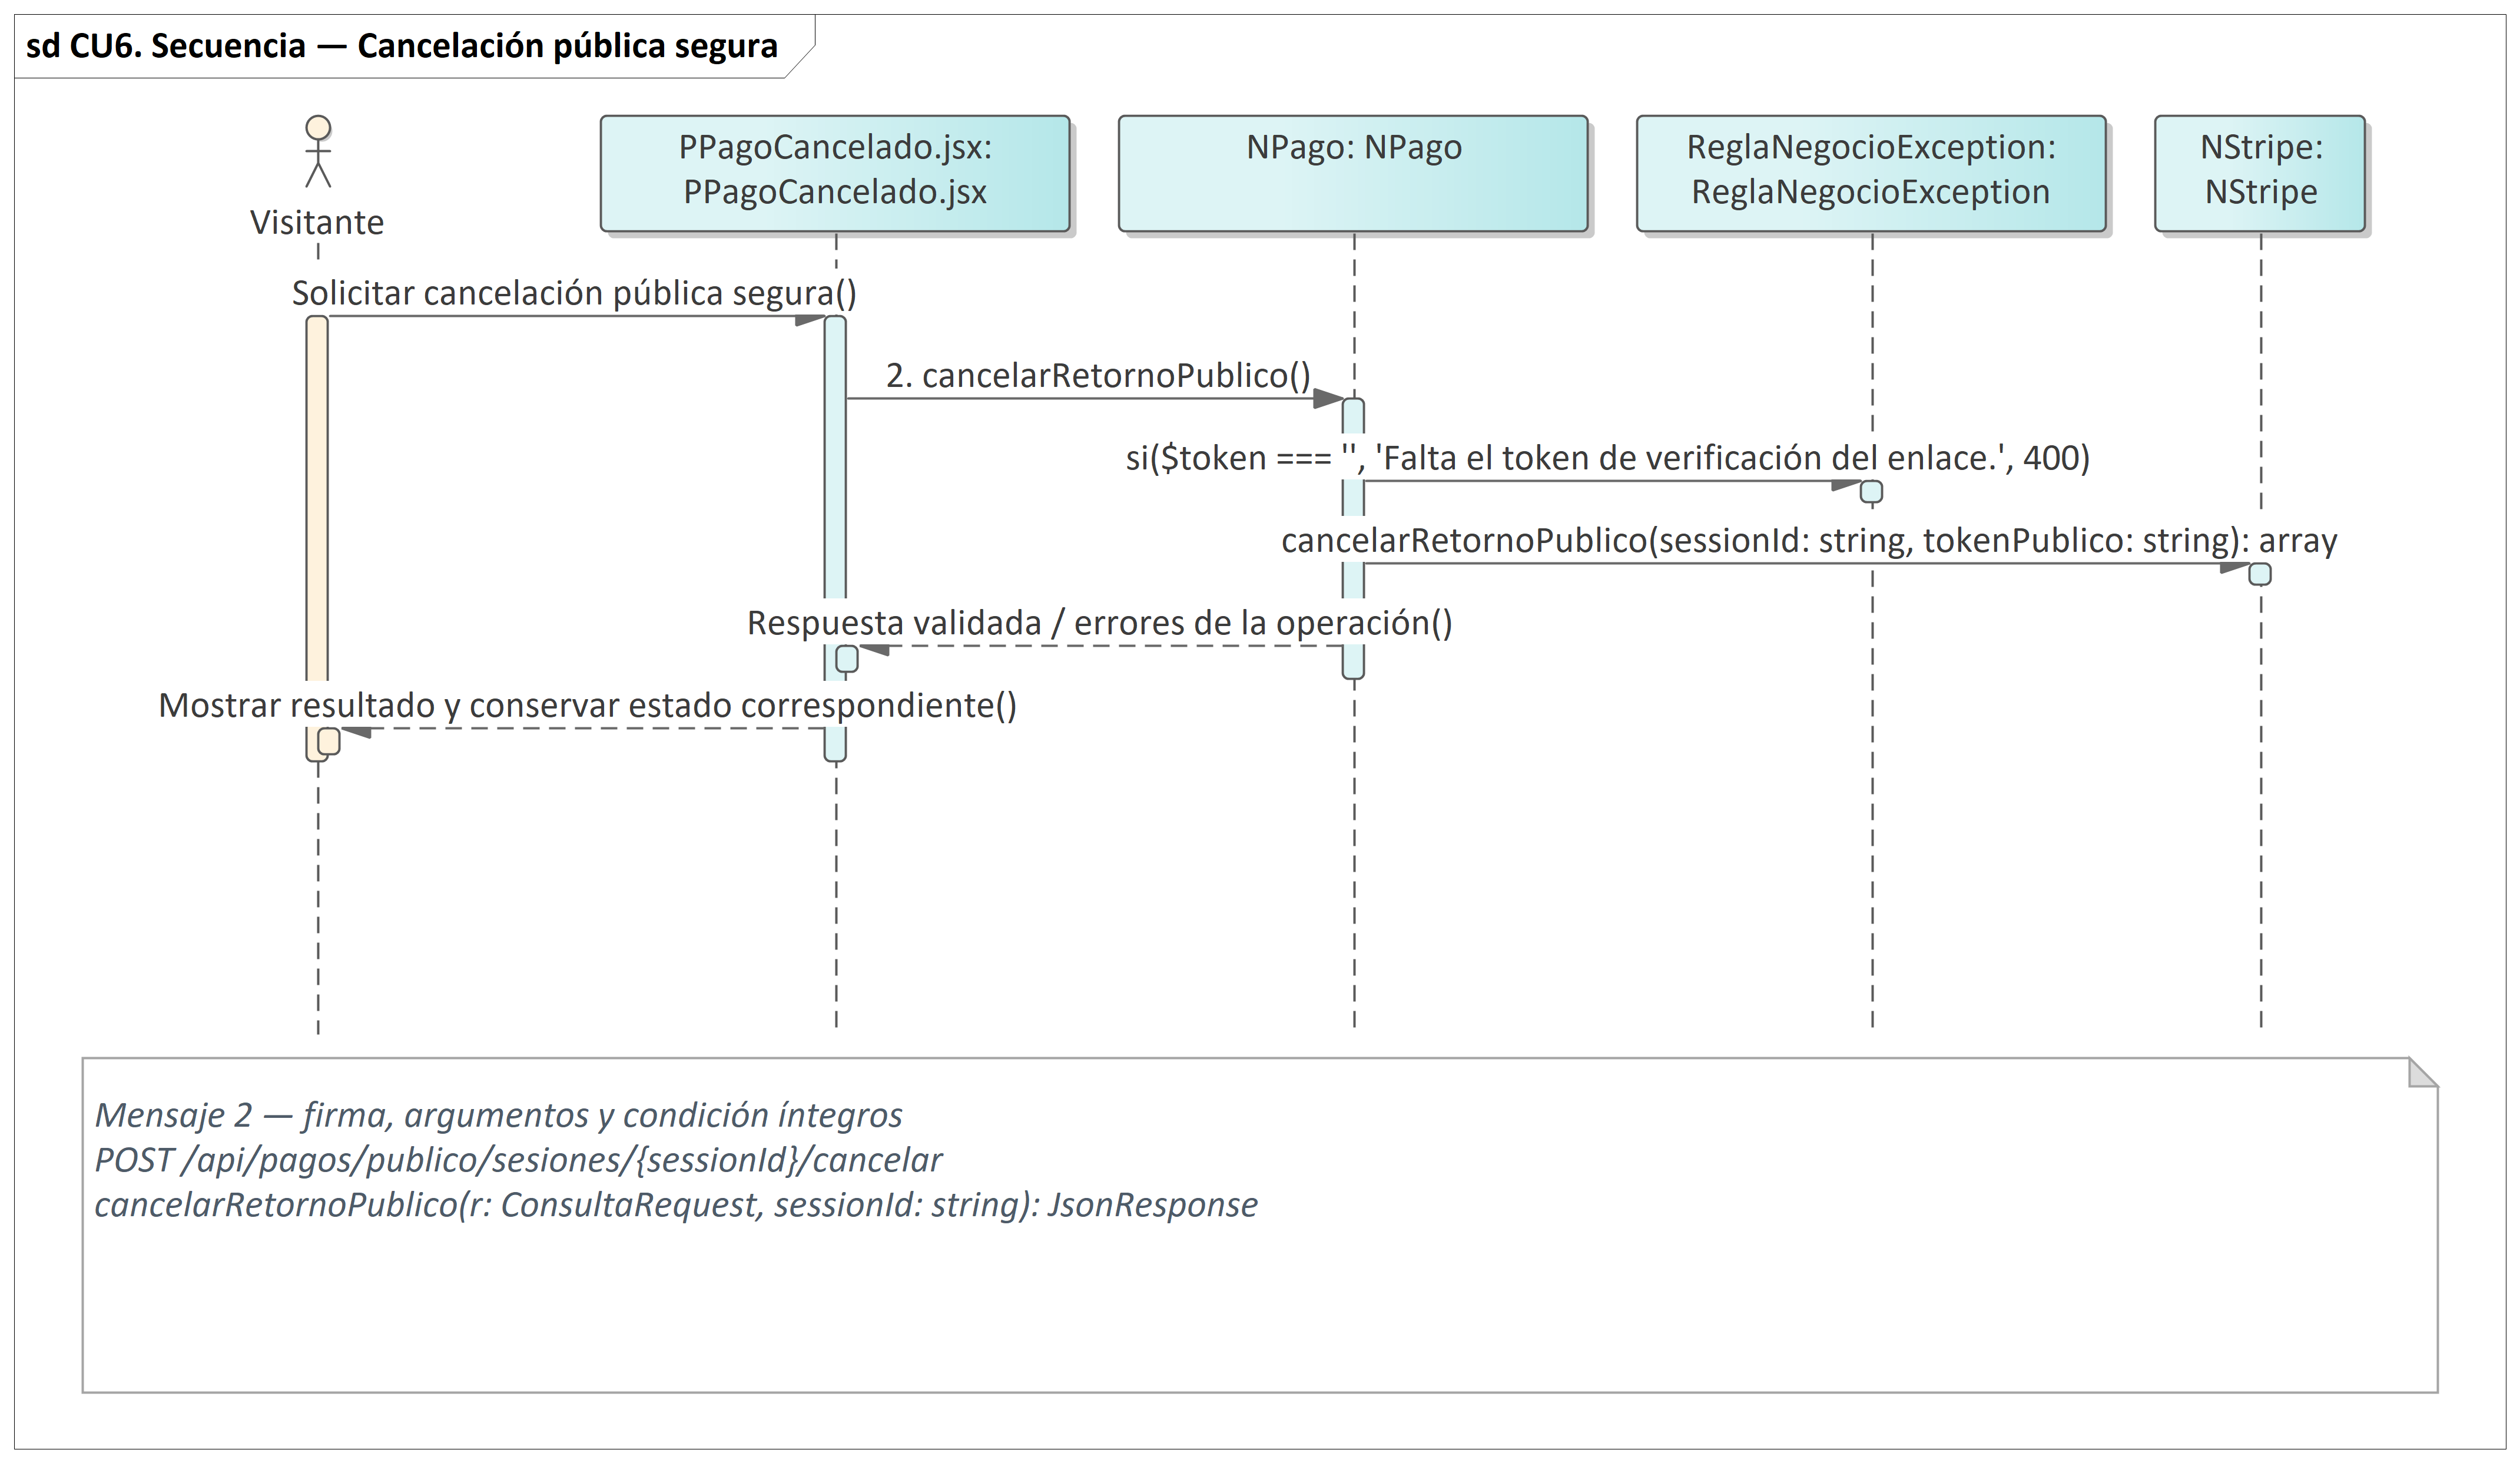 sd CU6. Secuencia — Cancelación pública segura
Visitante
PPagoCancelado.jsx:
PPagoCancelado.jsx
NPago: NPago
ReglaNegocioException:
ReglaNegocioException
NStripe:
NStripe
Solicitar cancelación pública segura()
2. cancelarRetornoPublico()
si($token === '', 'Falta el token de verificación del enlace.', 400)
cancelarRetornoPublico(sessionId: string, tokenPublico: string): array
Respuesta validada / errores de la operación()
Mostrar resultado y conservar estado correspondiente()
Mensaje 2 — firma, argumentos y condición íntegros
POST /api/pagos/publico/sesiones/{sessionId}/cancelar
cancelarRetornoPublico(r: ConsultaRequest, sessionId: string): JsonResponse